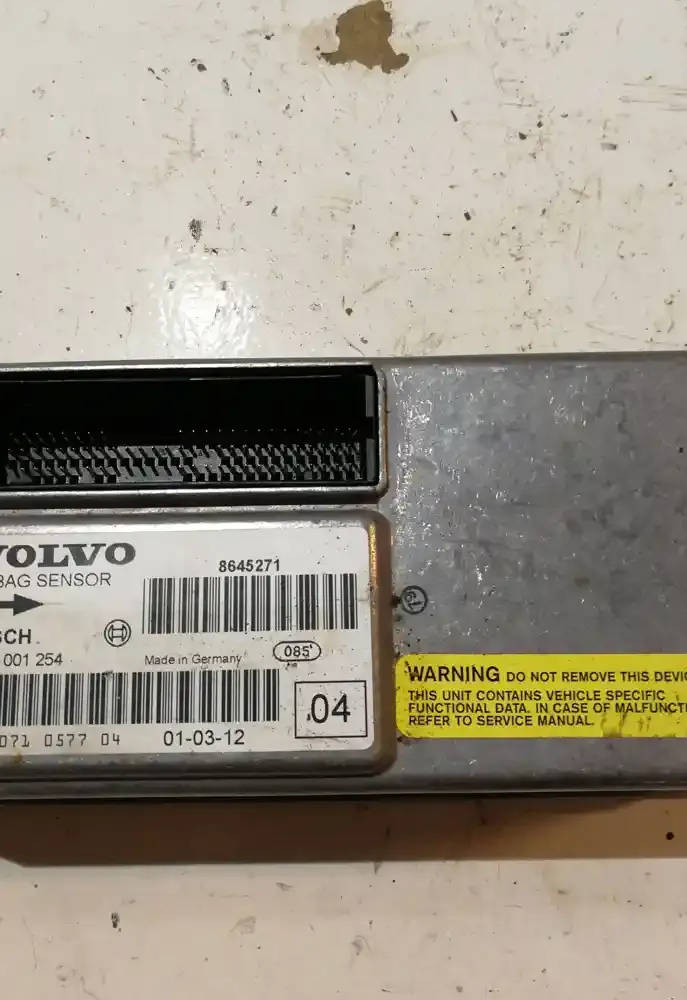 VOLVO
BAG SENSOR
8645271
SCH
001 254
Made in Germany
085
071 0577 04
01-03-12
04
WARNING DO NOT REMOVE THIS DEVIC
THIS UNIT CONTAINS VEHICLE SPECIFIC
FUNCTIONAL DATA. IN CASE OF MALFUNCTI
REFER TO SERVICE MANUAL.